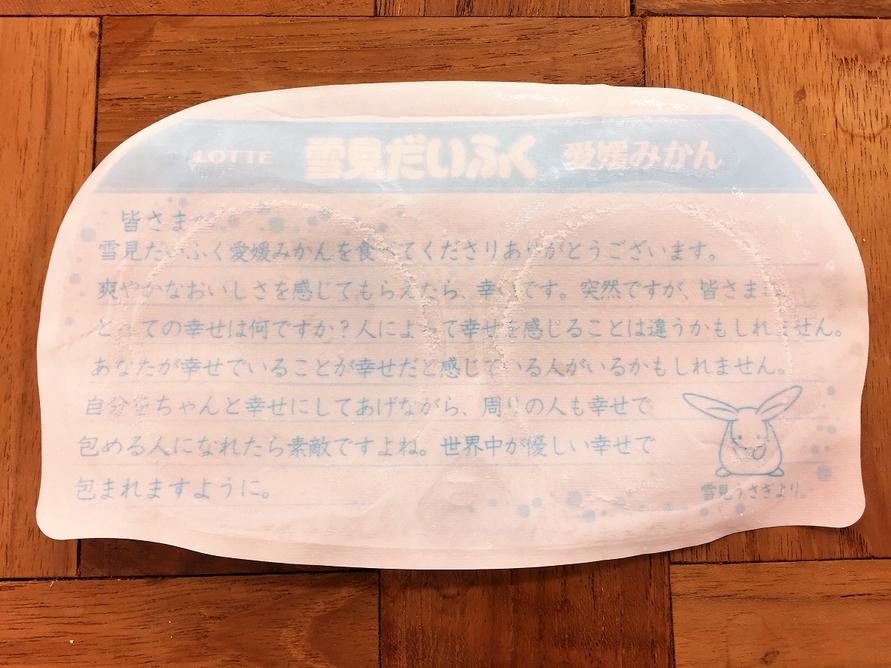 LOTTE 雪見だいふく 愛媛みかん
皆さま
雪見だいふく愛媛みかんを食べてくださりありがとうございます。
爽やかなおいしさを感じてもらえたら、幸いです。突然ですが、皆さまに
とっての幸せは何ですか?人によって幸せを感じることは違うかもしれません。
あなたが幸せでいることが幸せだと感じている人がいるかもしれません。
自分をちゃんと幸せにしてあげながら、周りの人も幸せで
包める人になれたら素敵ですよね。世界中が優しい幸せで
包まれますように。
雪見うさぎより